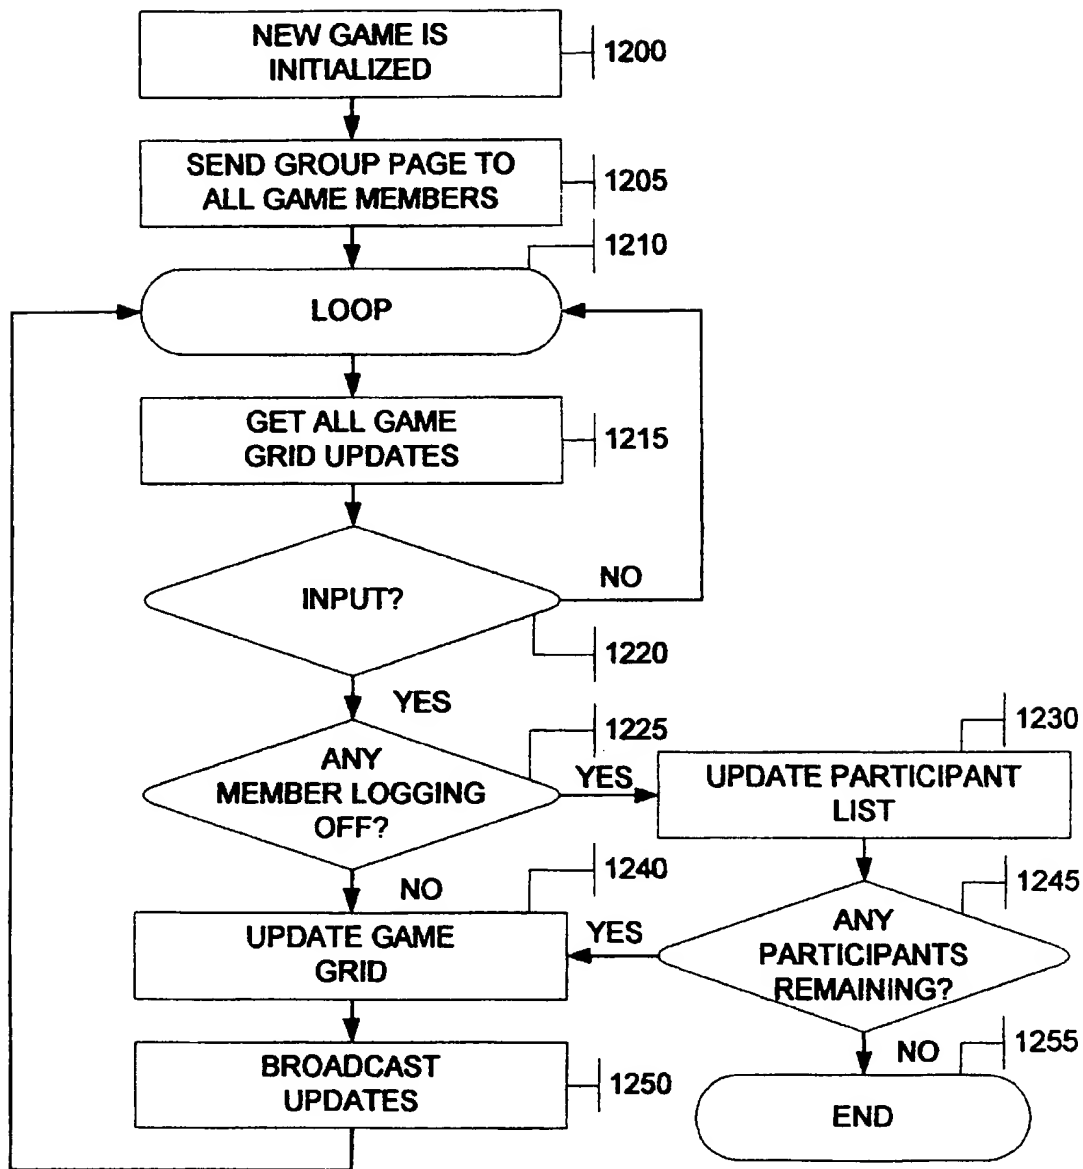 NEW GAME IS
INITIALIZED
1200
SEND GROUP PAGE TO
ALL GAME MEMBERS
1205
1210
LOOP
GET ALL GAME
GRID UPDATES
1215
INPUT?
NO
1220
YES
1225
ANY
MEMBER LOGGING
OFF?
YES
1230
UPDATE PARTICIPANT
LIST
NO
1240
1245
UPDATE GAME
GRID
YES
ANY
PARTICIPANTS
REMAINING?
BROADCAST
UPDATES
1250
NO
1255
END